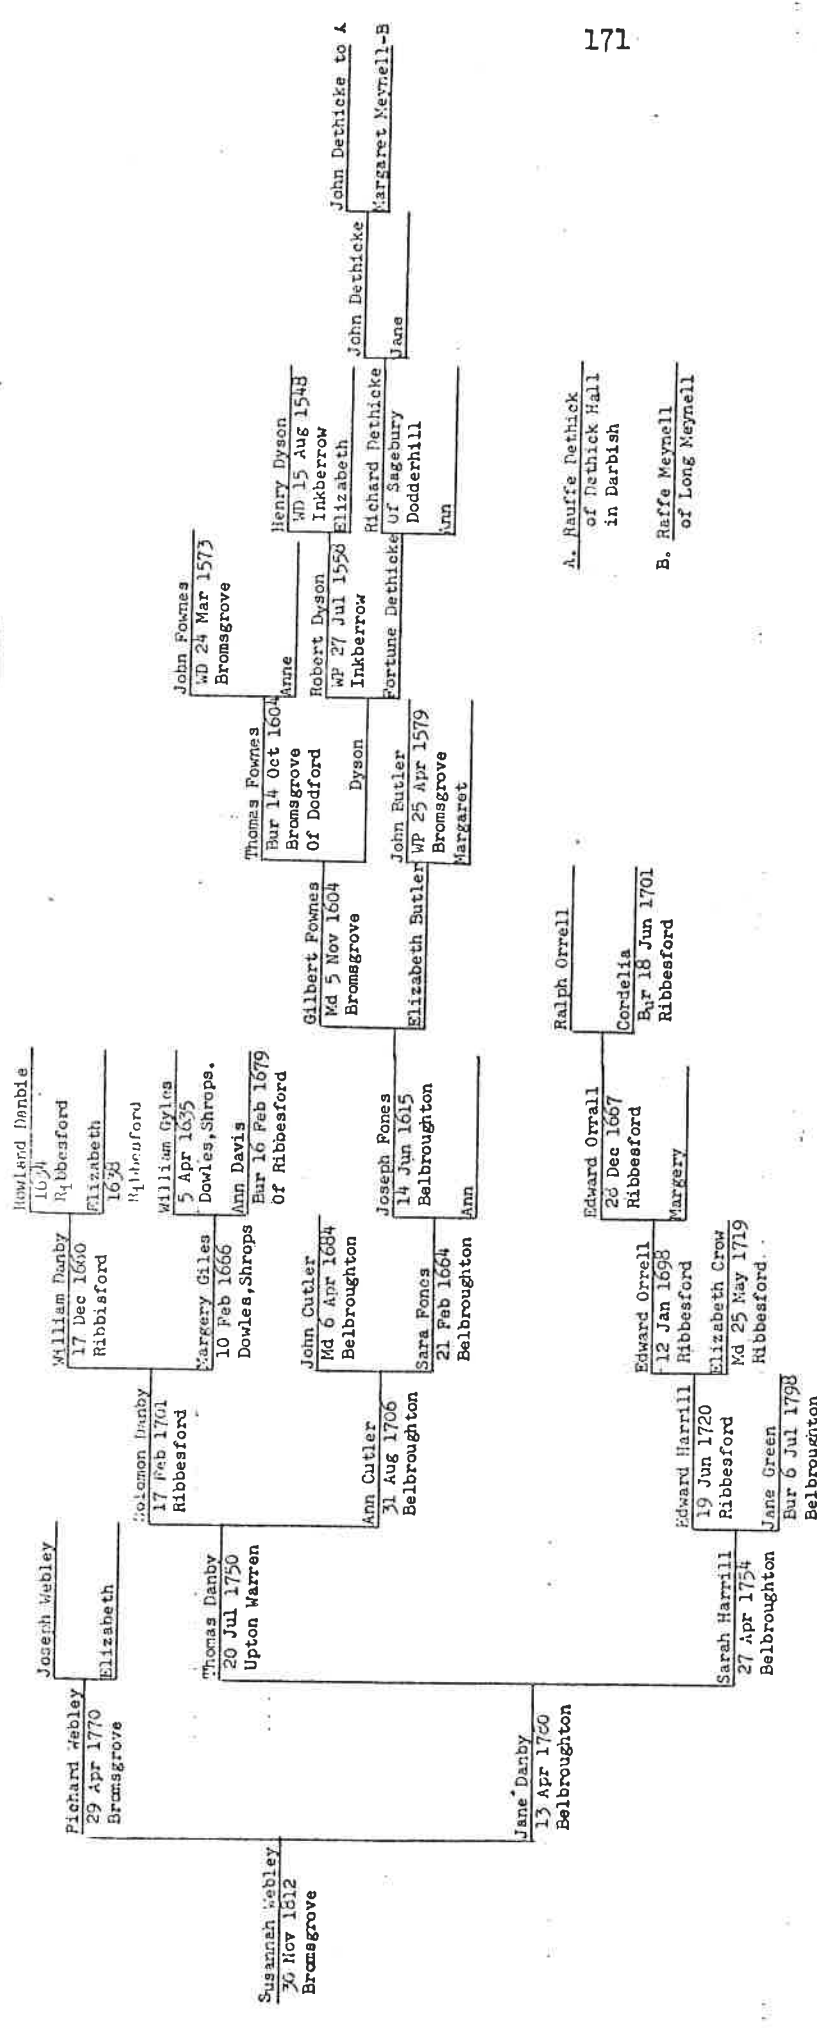 171
Susannah Webley
30 Nov 1812
Bromsgrove
Richard Webley
29 Apr 1770
Bromsgrove
Joseph Webley
Elizabeth
Jane Danby
13 Apr
Belbroughton
Thomas Danby
20 Jul 1750
Upton Warren
Solomon Danby
17 Feb 1701
Ribbesford
William Danby
17 Dec 1660
Ribbisford
Rowland Danbie
1634
Ribbesford
Elizabeth
1638
Ribbesford
Margery Giles
10 Feb 1666
Dowles,Shrops
William Gyles
5 Apr 1635
Dowles,Shrops.
Ann Davis
Bur 16 Feb 1679
Of Ribbesford
Ann Cutler
31 Aug 1706
Belbroughton
John Cutler
Md 6 Apr 1684
Belbroughton
Sara Fones
21 Feb 1664
Belbroughton
Joseph Fones
14 Jun 1615
Belbroughton
Ann
Gilbert Fownes
Md 5 Nov 1604
Bromsgrove
Thomas Fownes
Bur 14 Oct 1604
Bromsgrove
Of Dodford
John Fownes
WD 24 Mar 1573
Bromsgrove
Anne
Dyson
Robert Dyson
WP 27 Jul 1558
Inkberrow
Henry Dyson
WD 15 Aug 1548
Inkberrow
Elizabeth
Fortune Dethicke
Richard Dethicke
Of Sagebury
Dodderhill
John Dethicke
John Dethicke to A
Margaret Meynell-B
Jane
Ann
Elizabeth Butler
John Butler
WP 25 Apr 1579
Bromsgrove
Margaret
Sarah Harrill
27 Apr 1754
Belbroughton
Edward Harrill
19 Jun 1720
Ribbesford
Edward Orrell
12 Jan 1698
Ribbesford
Edward Orrall
28 Dec 1667
Ribbesford
Ralph Orrell
Cordelia
Bur 18 Jun 1701
Ribbesford
Margery
Elizabeth Crow
Md 25 May 1719
Ribbesford
Jane Green
Bur 6 Jul 1798
Belbroughton
A. Rauffe Dethick
of Dethick Hall
in Darbish
B. Raffe Meynell
of Long Meynell